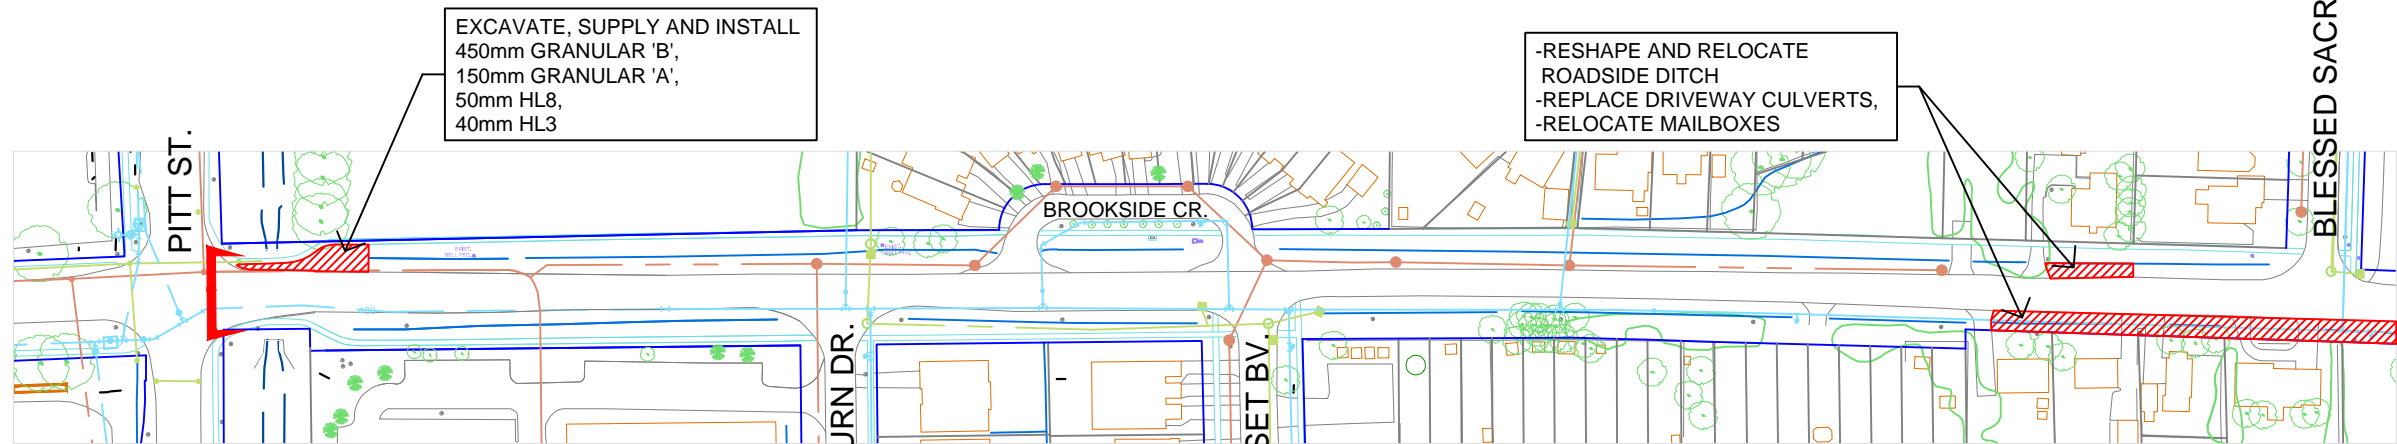 EXCAVATE, SUPPLY AND INSTALL
450mm GRANULAR 'B',
150mm GRANULAR 'A',
50mm HL8,
40mm HL3
-RESHAPE AND RELOCATE
ROADSIDE DITCH
-REPLACE DRIVEWAY CULVERTS,
-RELOCATE MAILBOXES
PITT ST.
BROOKSIDE CR.
BLESSED SACR
URN DR.
SET BV.